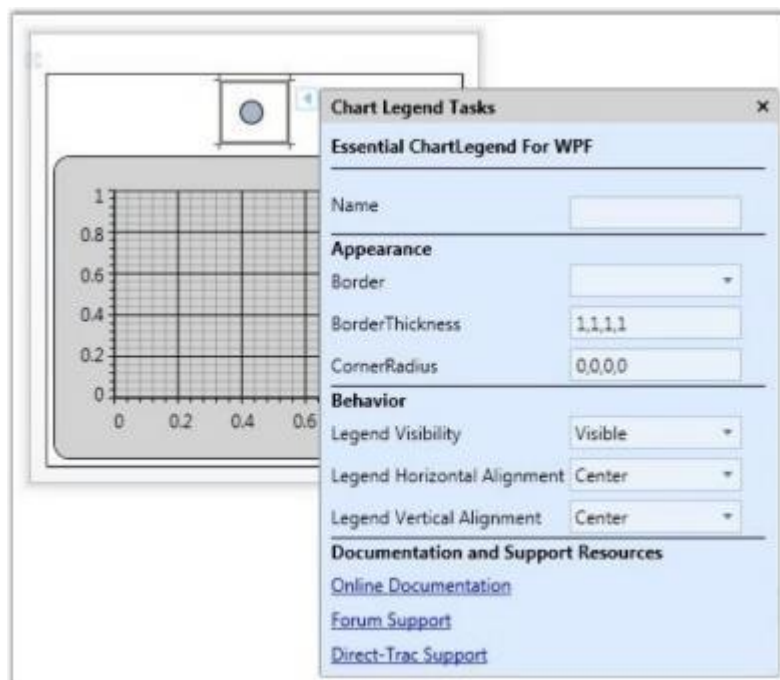 Chart Legend Tasks
Essential ChartLegend For WPF
Name
Appearance
Border
BorderThickness 1,1,1,1
CornerRadius 0,0,0,0
Behavior
Legend Visibility Visible
Legend Horizontal Alignment Center
Legend Vertical Alignment Center
Documentation and Support Resources
Online Documentation
Forum Support
Direct-Trac Support
1
0.8
0.6
0.4
0.2
0
0 0.2 0.4 0.6